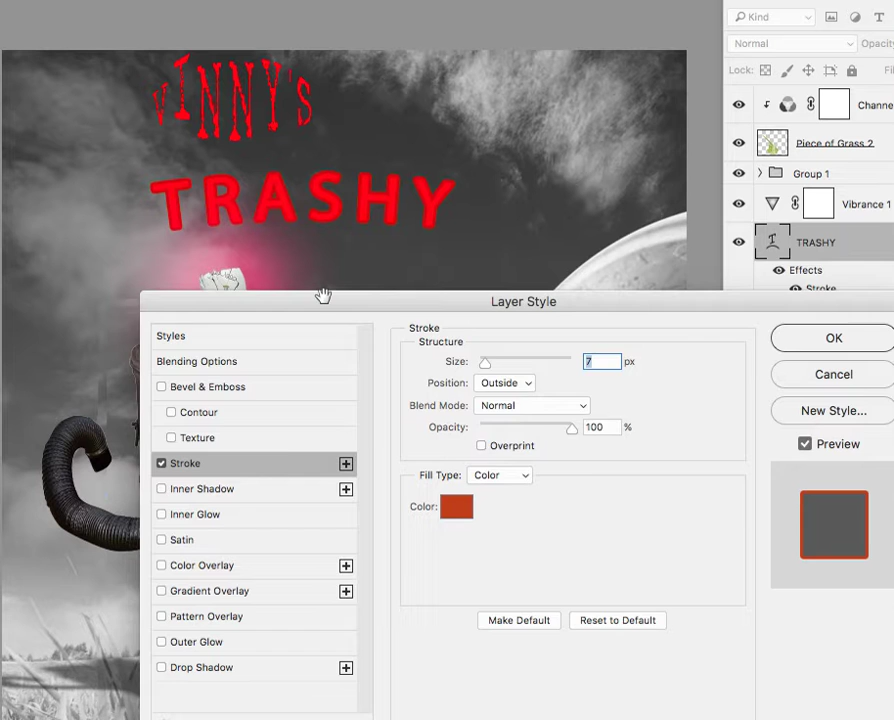 Kind
Normal
Opacity
Lock:
Fil
VINNY's
TRASHY
Channe
Piece of Grass 2
Group 1
Vibrance 1
T TRASHY
Effects
Stroke
Layer Style
Styles
Blending Options
Bevel & Emboss
Contour
Texture
Stroke
Inner Shadow
Inner Glow
Satin
Color Overlay
Gradient Overlay
Pattern Overlay
Outer Glow
Drop Shadow
Stroke
Structure
Size: 7 px
Position: Outside
Blend Mode: Normal
Opacity: 100 %
Overprint
Fill Type: Color
Color:
Make Default Reset to Default
OK
Cancel
New Style...
Preview